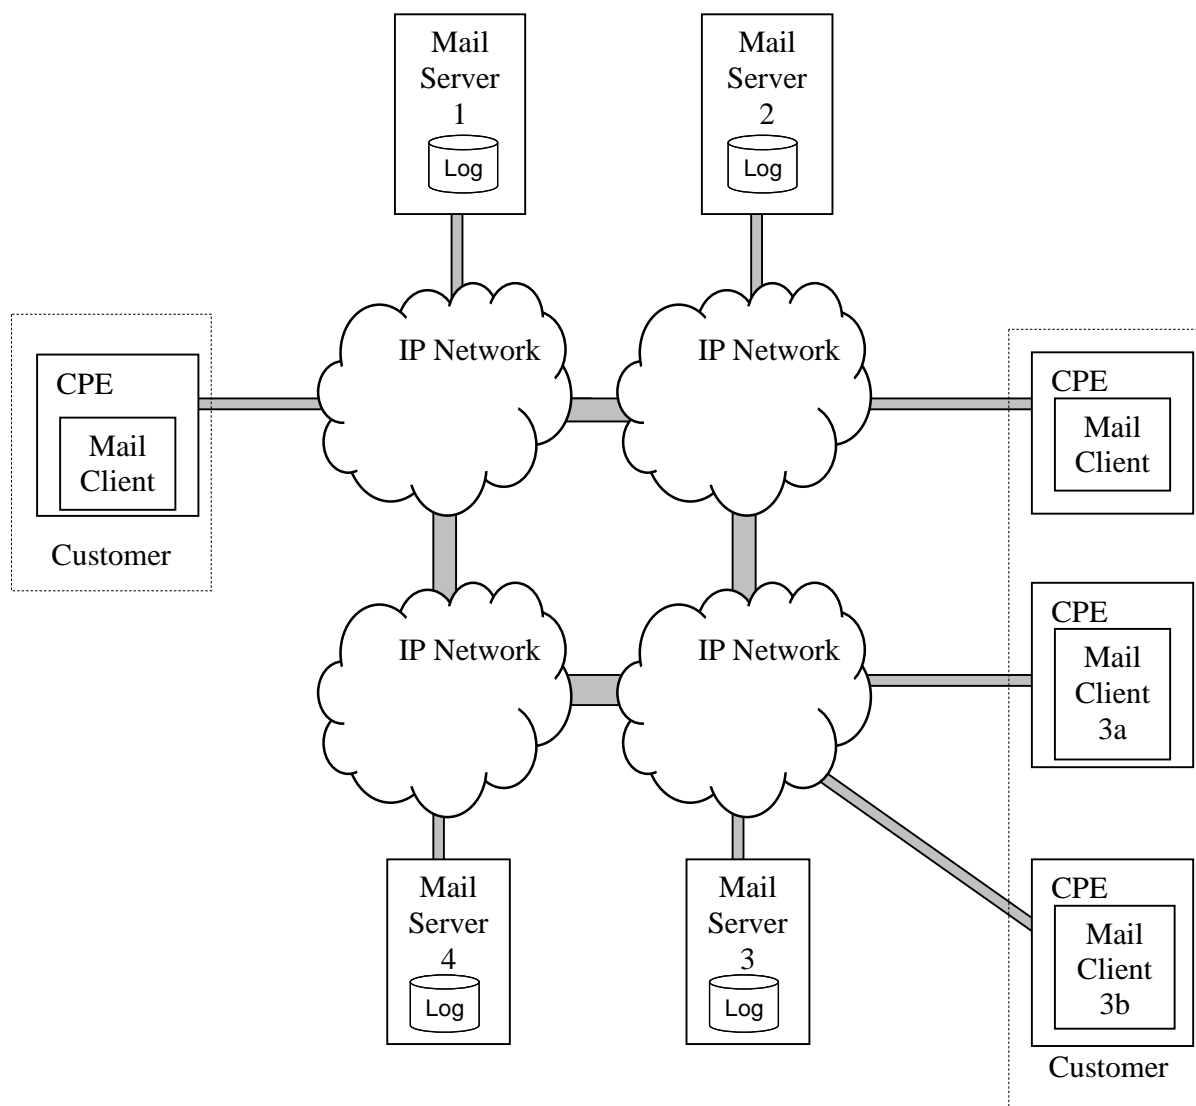 Mail
Server
1
Log
Mail
Server
2
Log
IP Network
IP Network
CPE
Mail
Client
Customer
CPE
Mail
Client
IP Network
IP Network
CPE
Mail
Client
3a
Mail
Server
4
Log
Mail
Server
3
Log
CPE
Mail
Client
3b
Customer